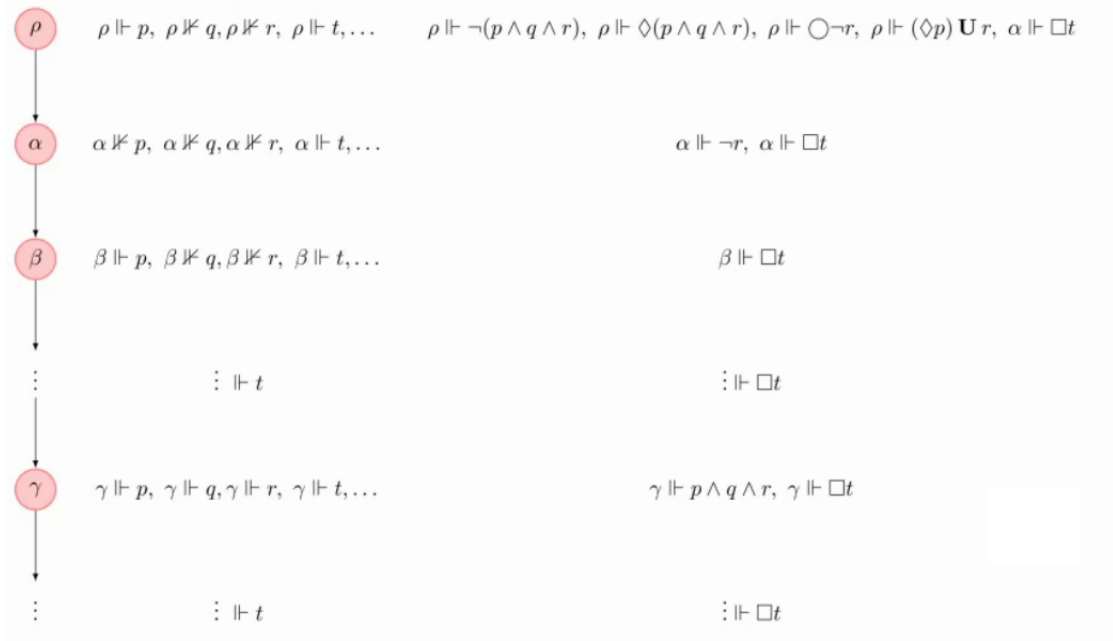 ρ ρ ⊩ p, ρ ⊮ q, ρ ⊮ r, ρ ⊩ t, … ρ ⊩ ¬(p ∧ q ∧ r), ρ ⊩ ◊(p ∧ q ∧ r), ρ ⊩ ◯¬r, ρ ⊩ (◊p) U r, α ⊩ □t
α α ⊮ p, α ⊮ q, α ⊮ r, α ⊩ t, … α ⊩ ¬r, α ⊩ □t
β β ⊩ p, β ⊮ q, β ⊮ r, β ⊩ t, … β ⊩ □t
⋮ ⋮ ⊩ t ⋮ ⊩ □t
γ γ ⊩ p, γ ⊩ q, γ ⊩ r, γ ⊩ t, … γ ⊩ p ∧ q ∧ r, γ ⊩ □t
⋮ ⋮ ⊩ t ⋮ ⊩ □t